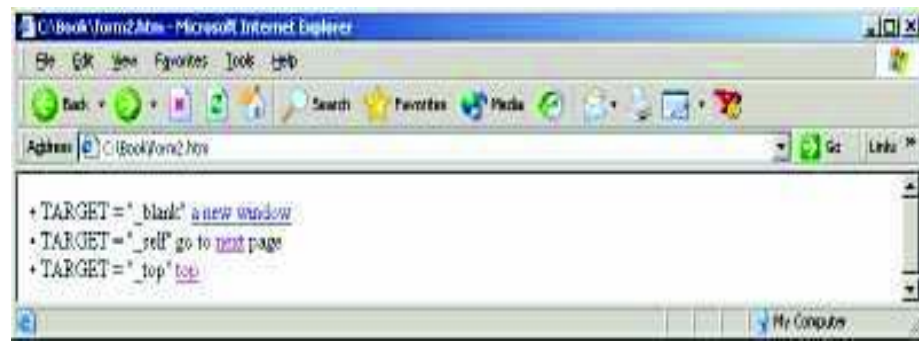 C:\Book\form2.htm - Microsoft Internet Explorer
File Edit View Favorites Tools Help
Back Search Favorites Media
Address C:\Book\form2.htm Go Links »
• TARGET = "_blank" a new window
• TARGET = "_self" go to next page
• TARGET = "_top" top
My Computer